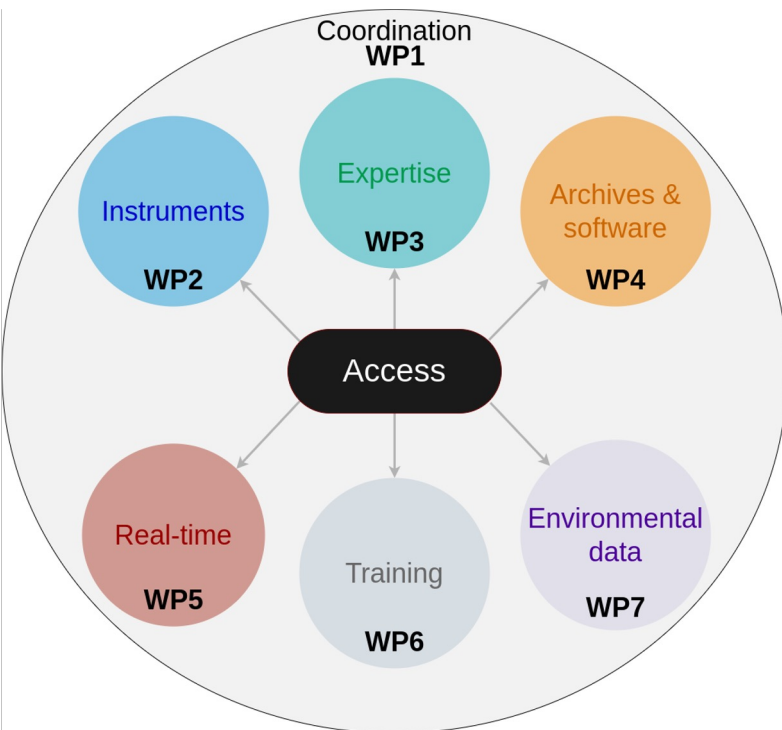 Coordination
WP1
Instruments
WP2
Expertise
WP3
Archives &
software
WP4
Access
Real-time
WP5
Training
WP6
Environmental
data
WP7